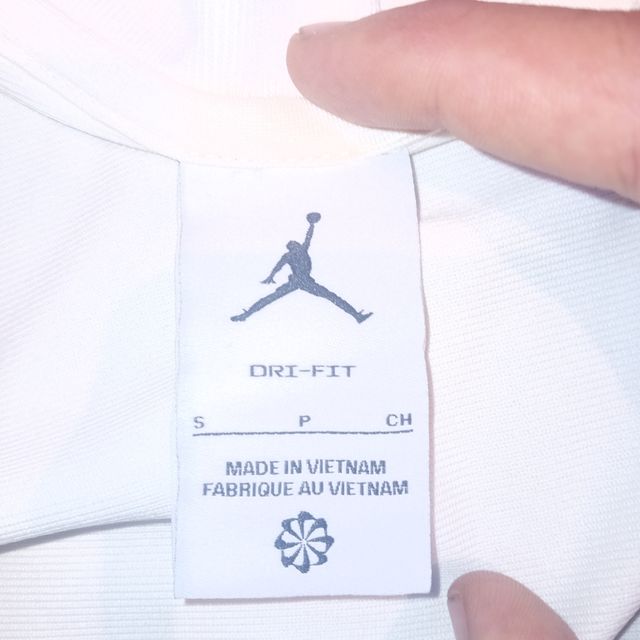 DRI-FIT
S P CH
MADE IN VIETNAM
FABRIQUE AU VIETNAM